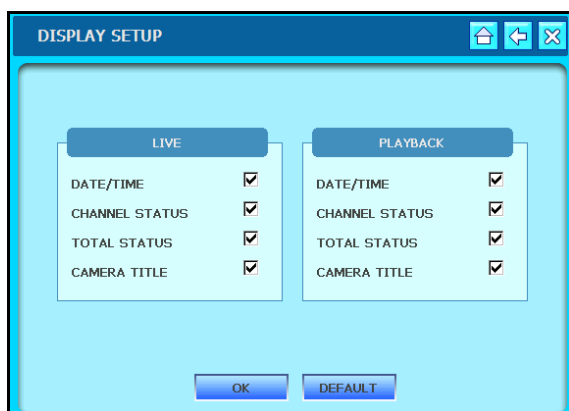 DISPLAY SETUP
LIVE
DATE/TIME
CHANNEL STATUS
TOTAL STATUS
CAMERA TITLE
PLAYBACK
DATE/TIME
CHANNEL STATUS
TOTAL STATUS
CAMERA TITLE
OK
DEFAULT